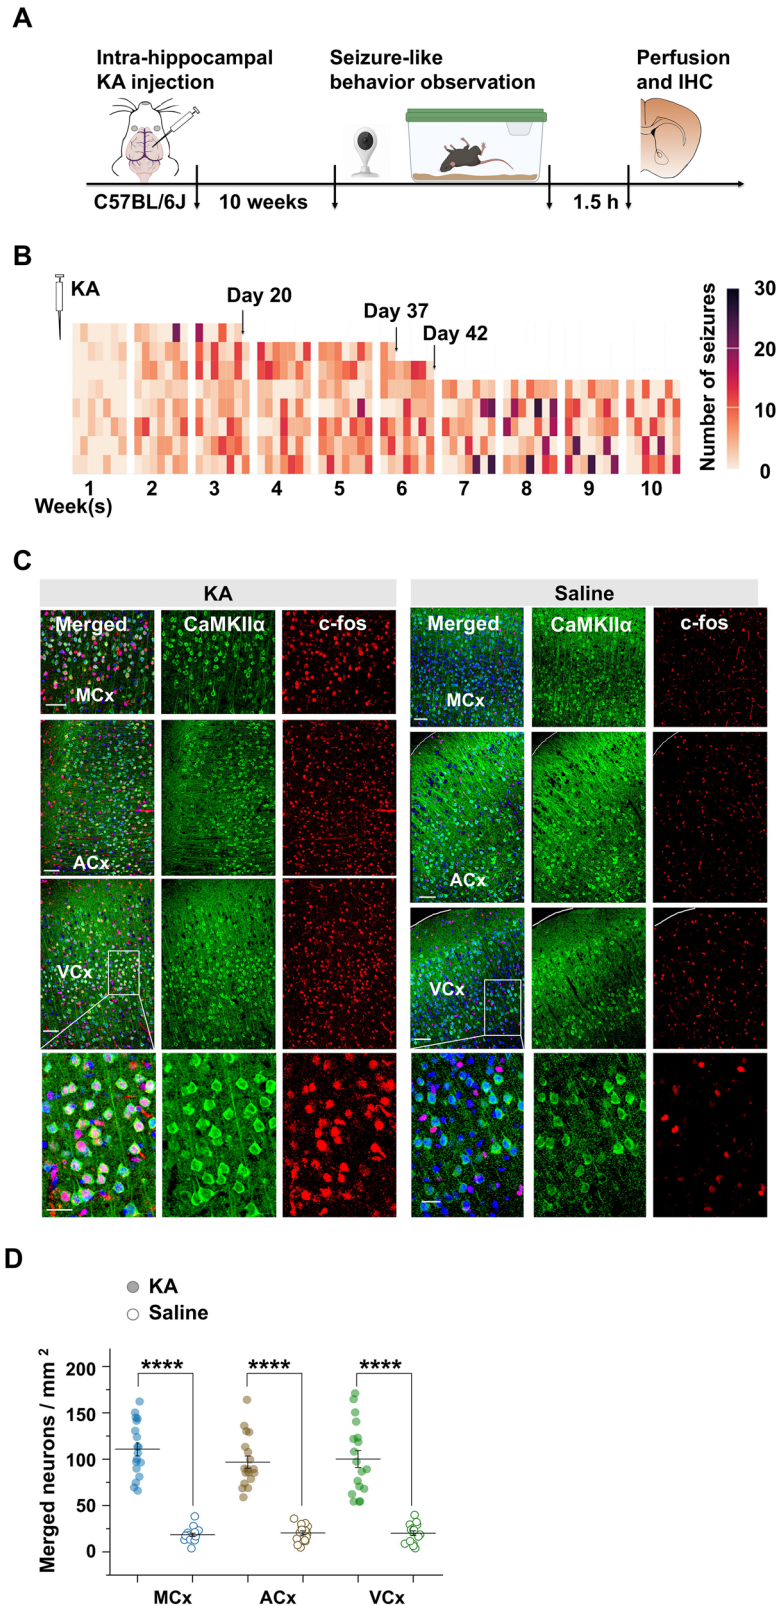 A
Intra-hippocampal
KA injection
Seizure-like
behavior observation
Perfusion
and IHC
C57BL/6J
10 weeks
1.5 h
B
KA
Day 20
Day 37
Day 42
30
20
10
0
Number of seizures
1 2 3 4 5 6 7 8 9 10
Week(s)
C
KA
Saline
Merged CaMKIIα c-fos
Merged CaMKIIα c-fos
MCx
MCx
ACx
ACx
VCx
VCx
D
KA
Saline
Merged neurons / mm 2
200
150
100
50
0
**** **** ****
MCx ACx VCx